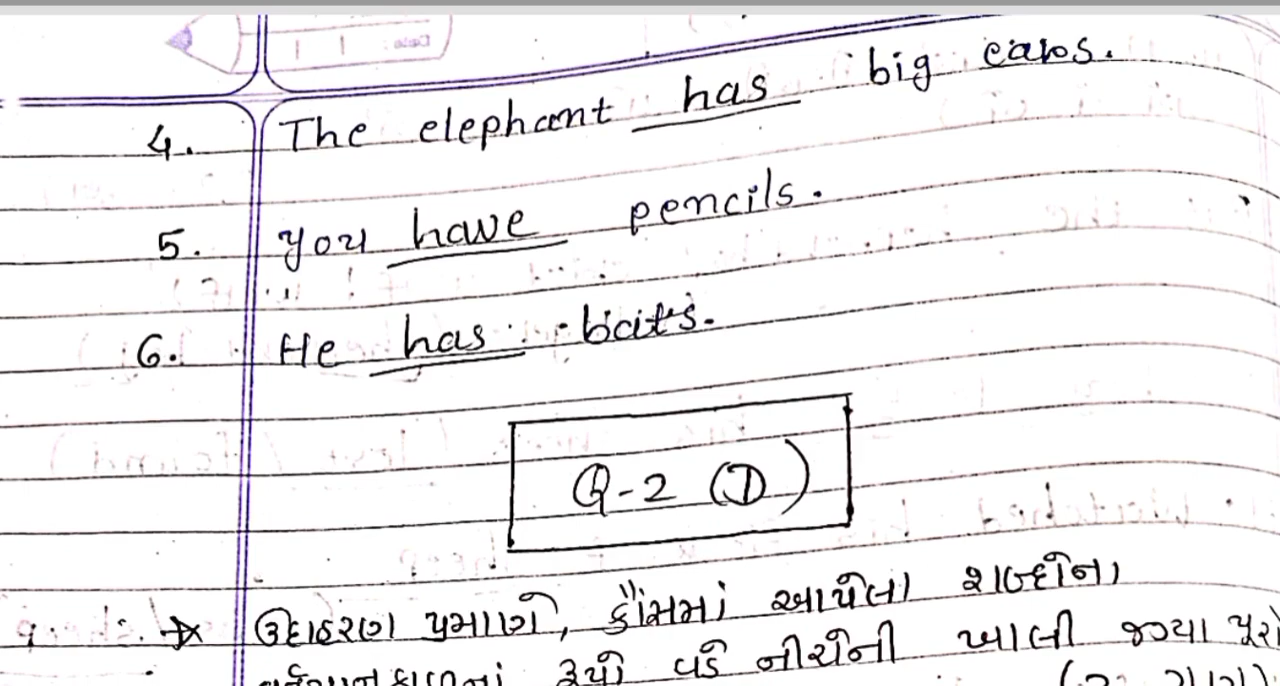 4. The elephant has big ears.
5. you have pencils.
6. He has bats.
Q-2 (D)
→ ઉદાહરણ પ્રમાણે, કૌંસમાં આપેલા શબ્દોના
રૂપો વડે નીચેની ખાલી જગ્યા પૂરો